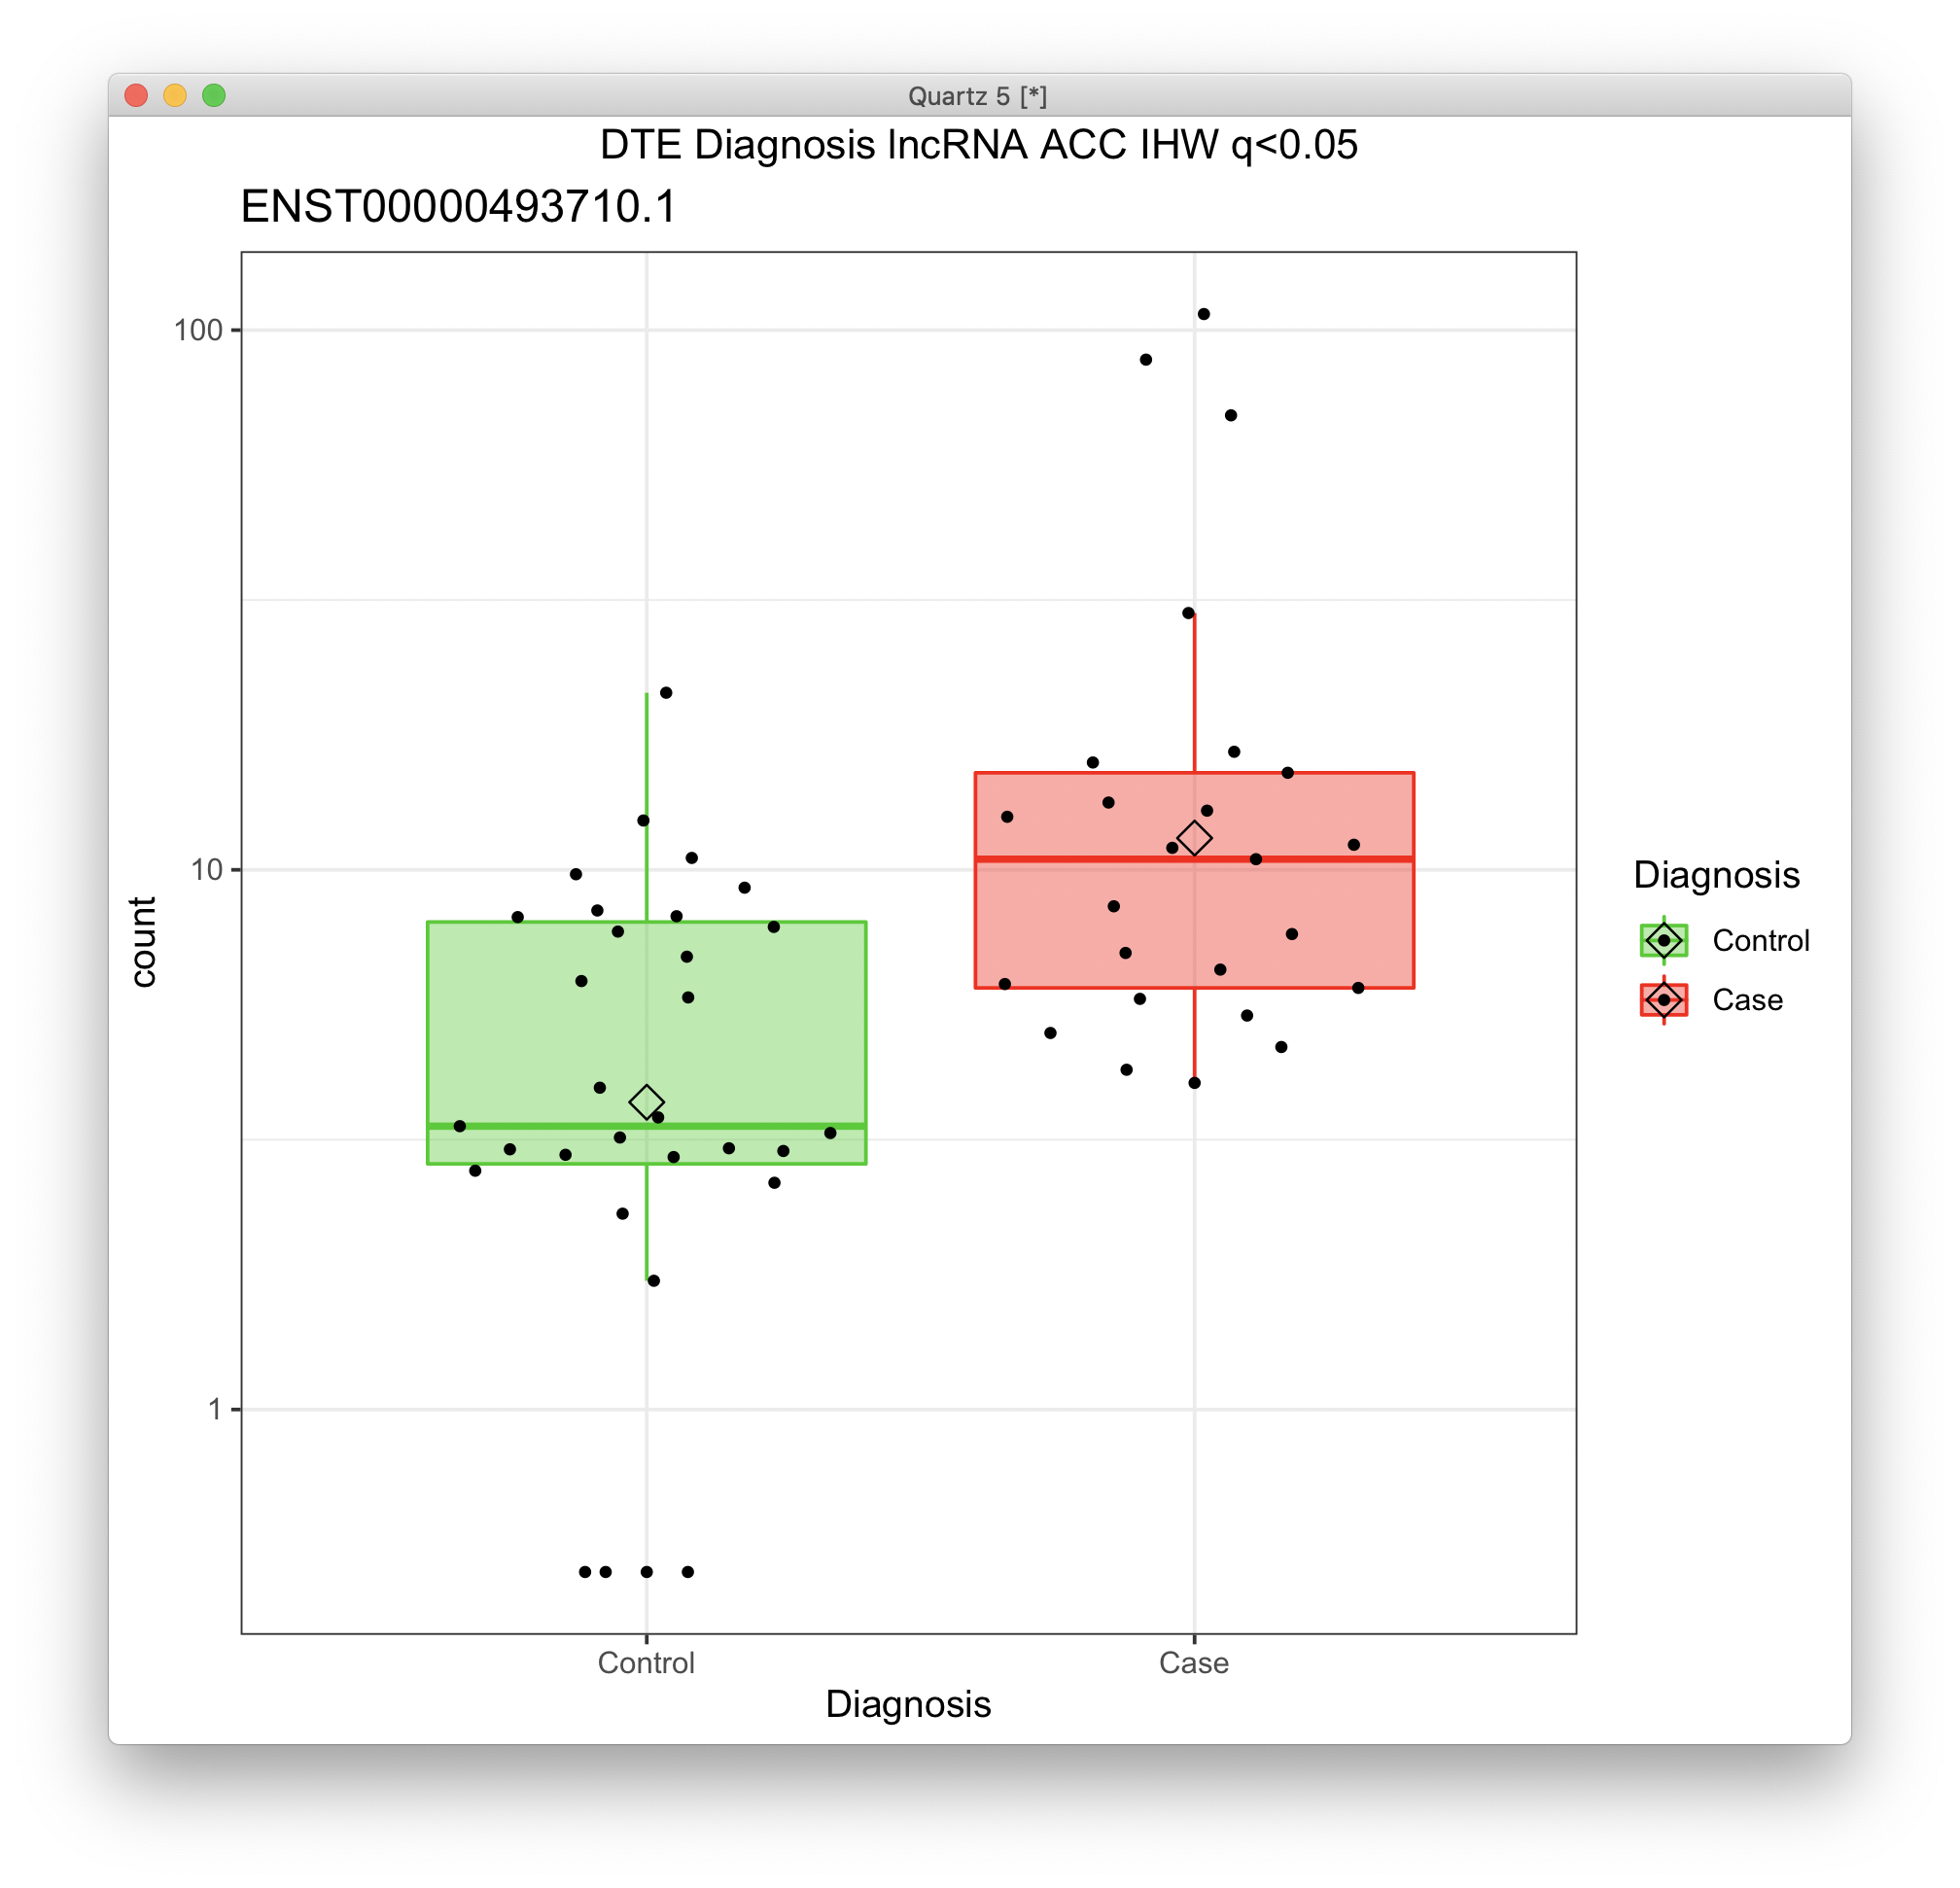 Quartz 5 [*]
DTE Diagnosis lncRNA ACC IHW q<0.05
ENST00000493710.1
100
10
1
count
Control
Case
Diagnosis
Diagnosis
Control
Case